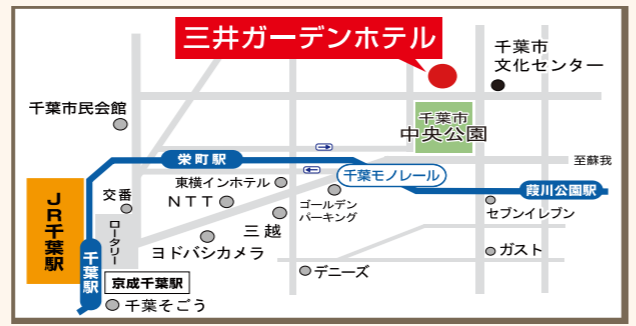 三井ガーデンホテル
千葉市
文化センター
千葉市民会館
千葉市
中央公園
栄町駅
至蘇我
東横インホテル
千葉モノレール
葭川公園駅
JR千葉駅
交番
NTT
ゴールデン
パーキング
セブンイレブン
ロータリー
三越
ヨドバシカメラ
ガスト
千葉駅
デニーズ
京成千葉駅
千葉そごう